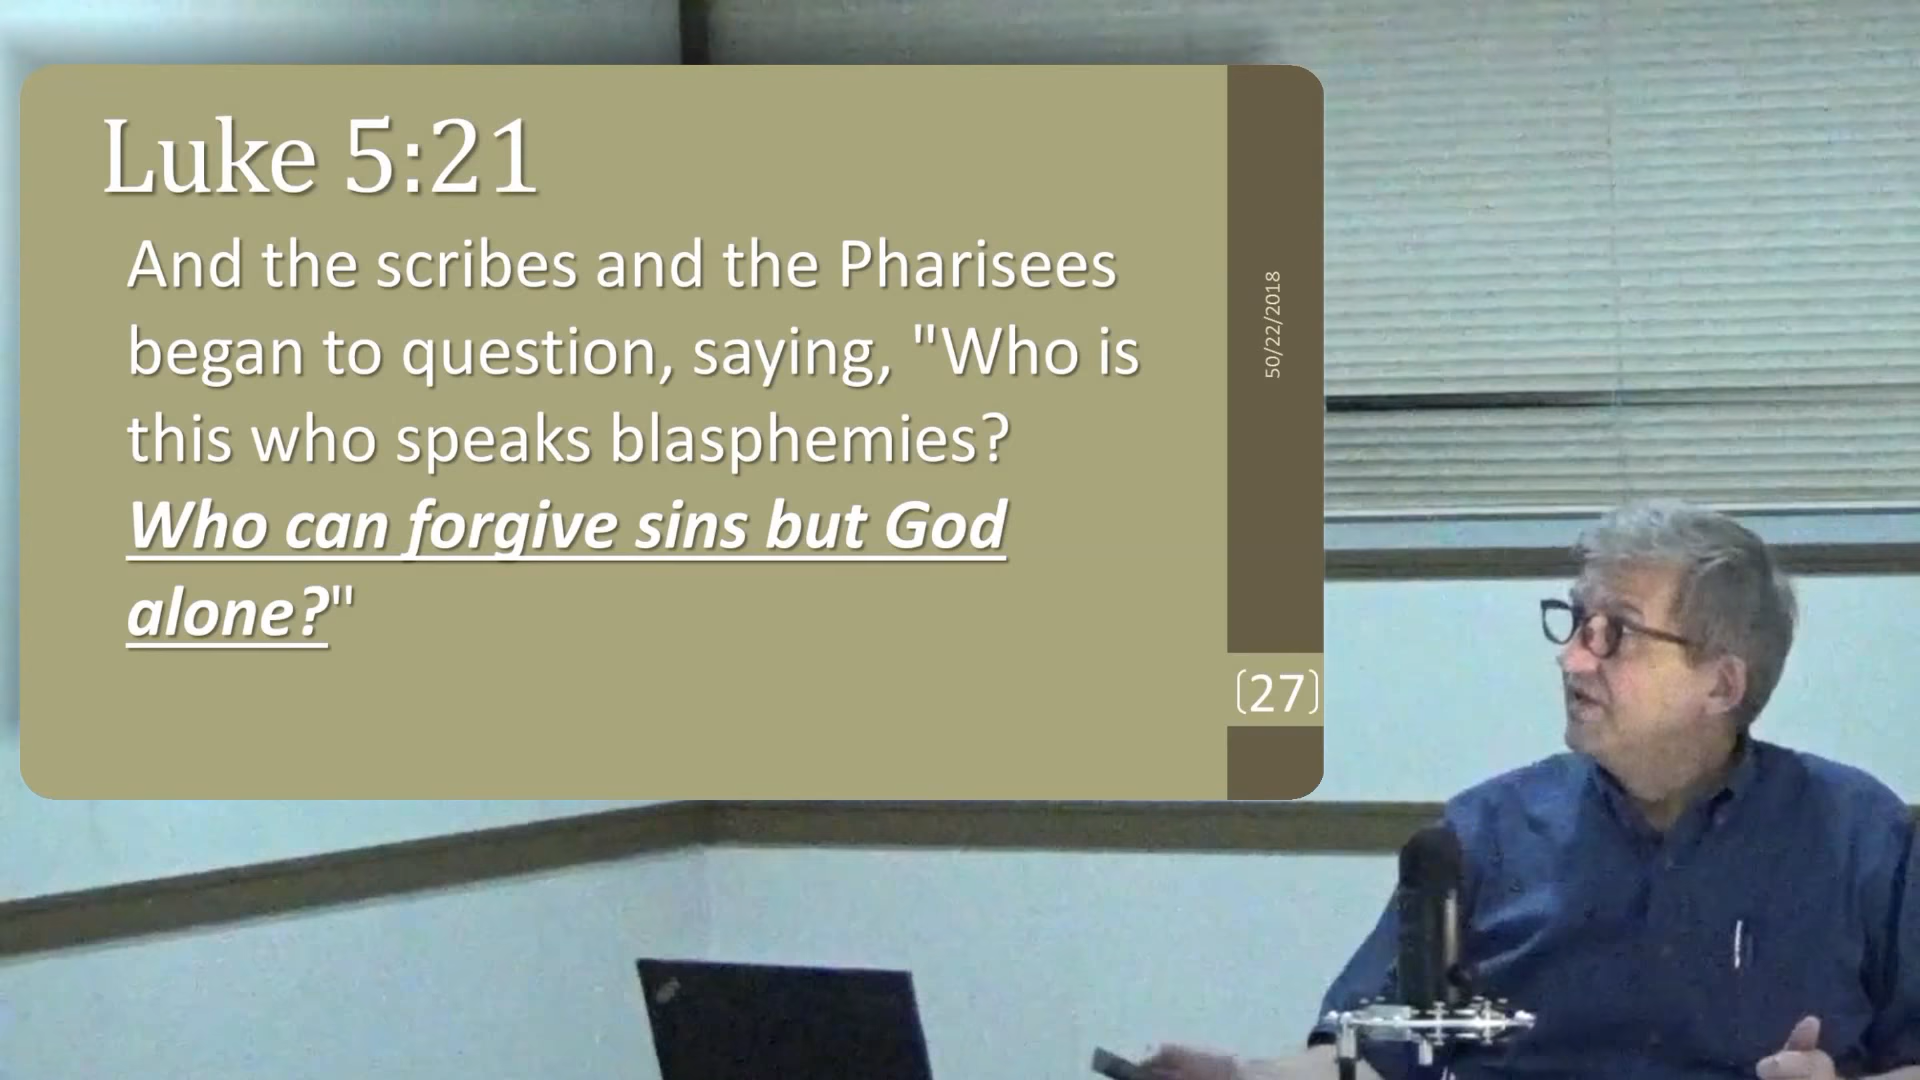 Luke 5:21
And the scribes and the Pharisees
began to question, saying, "Who is
this who speaks blasphemies?
Who can forgive sins but God
alone?"
50/22/2018
[27]